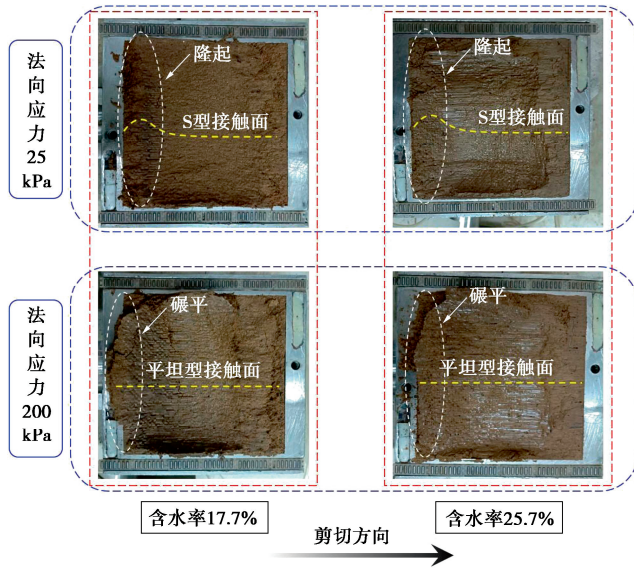 法
向
应
力
25
kPa
隆起
S型接触面
隆起
S型接触面
法
向
应
力
200
kPa
碾平
平坦型接触面
碾平
平坦型接触面
含水率17.7%
含水率25.7%
剪切方向